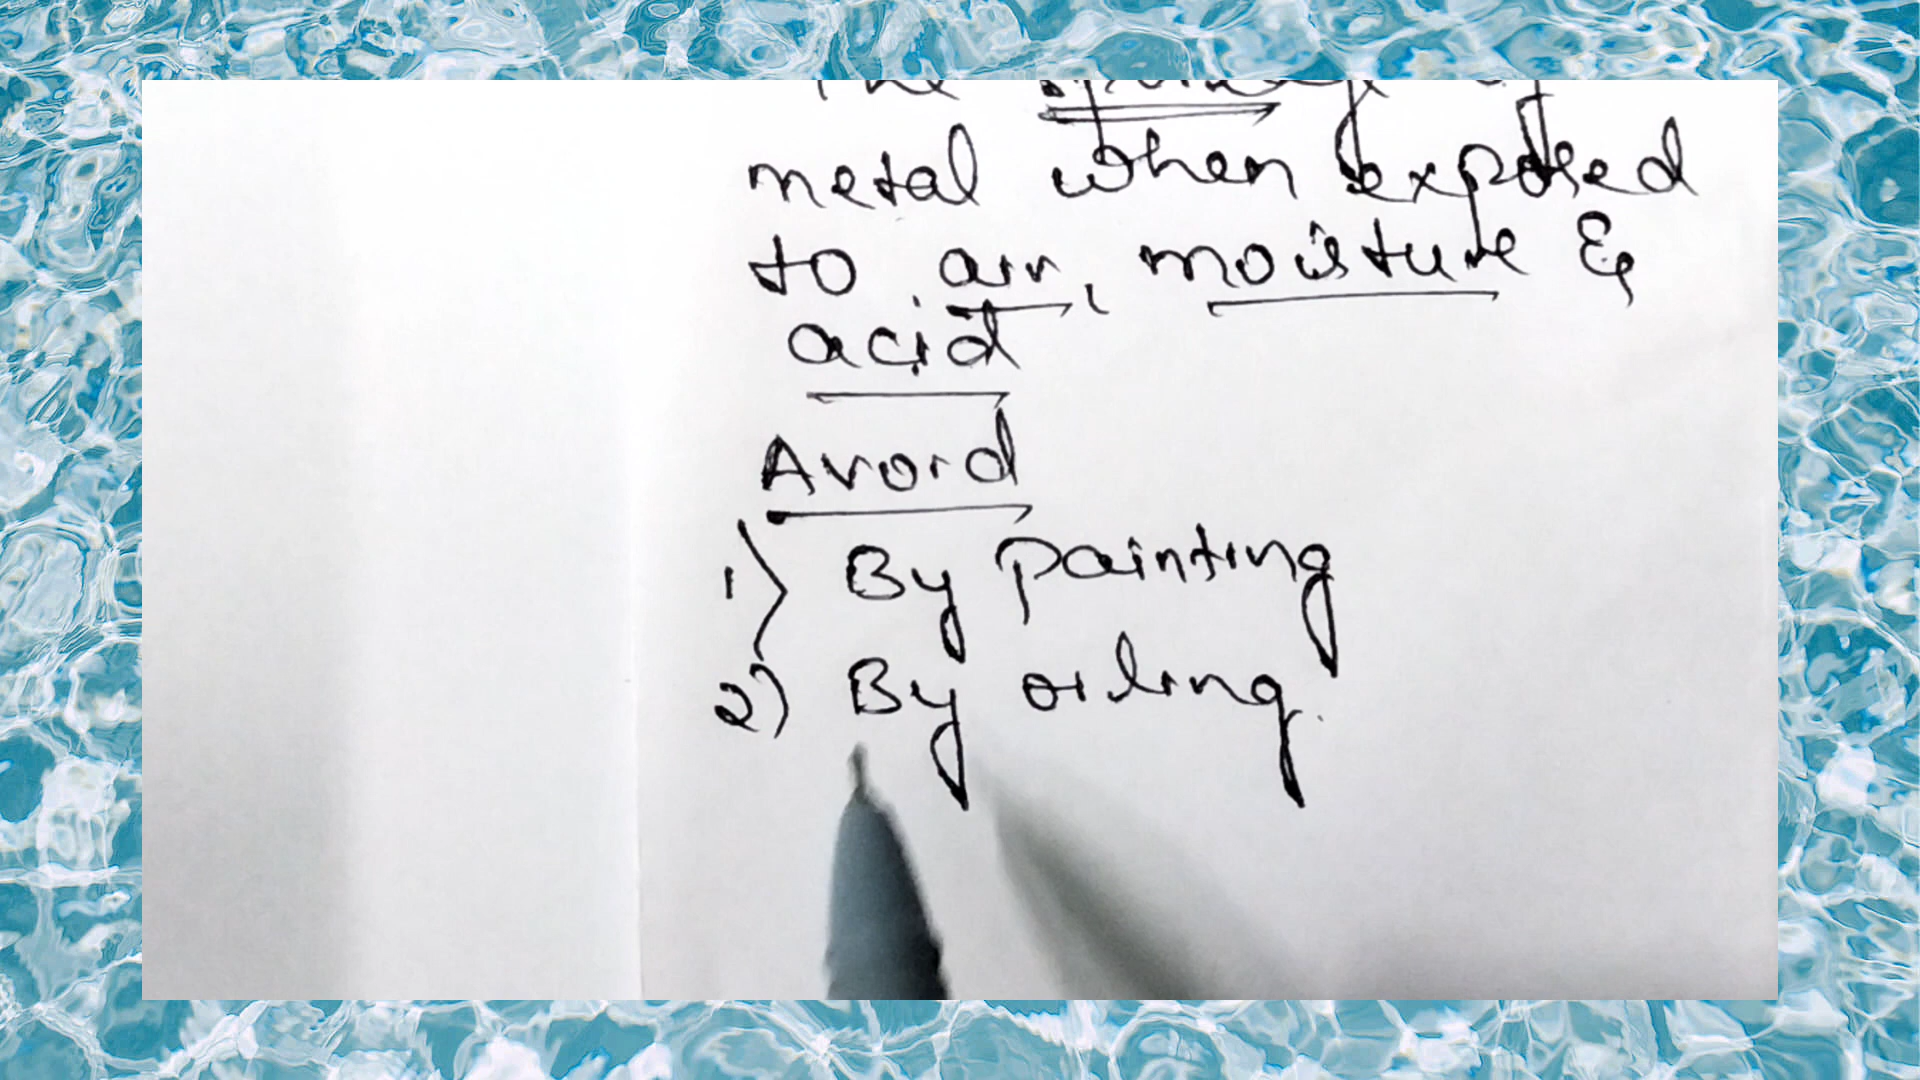 metal when exposed
to air, moisture &
acid
Avoid
1) By painting
2) By oiling.